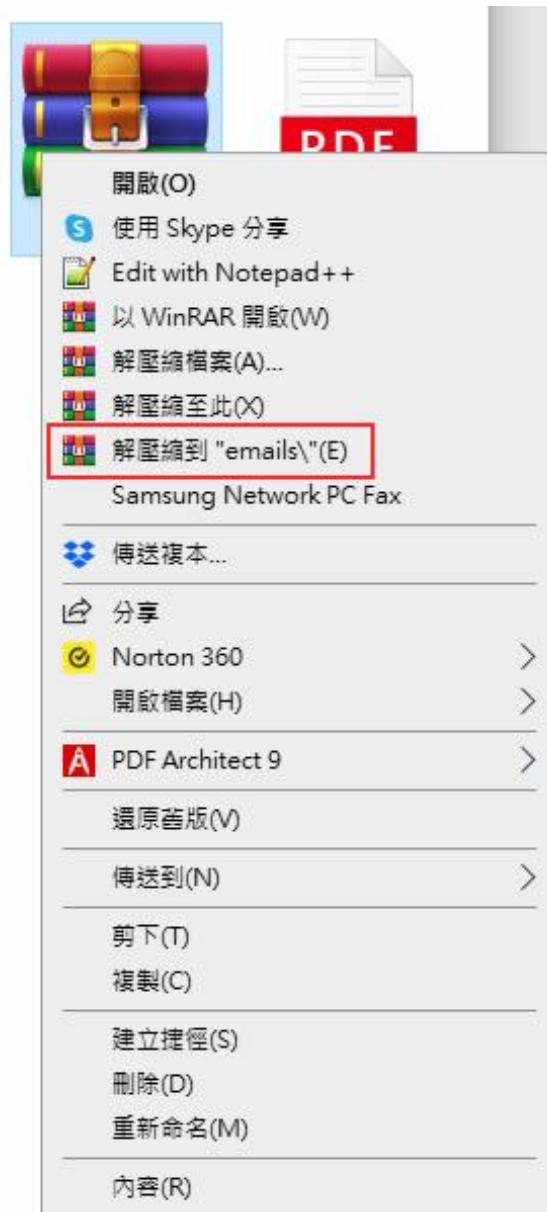 PDF
開啟(O)
使用 Skype 分享
Edit with Notepad++
以 WinRAR 開啟(W)
解壓縮檔案(A)...
解壓縮至此(X)
解壓縮到 "emails\"(E)
Samsung Network PC Fax
傳送複本...
分享
Norton 360
開啟檔案(H)
PDF Architect 9
還原舊版(V)
傳送到(N)
剪下(T)
複製(C)
建立捷徑(S)
刪除(D)
重新命名(M)
內容(R)